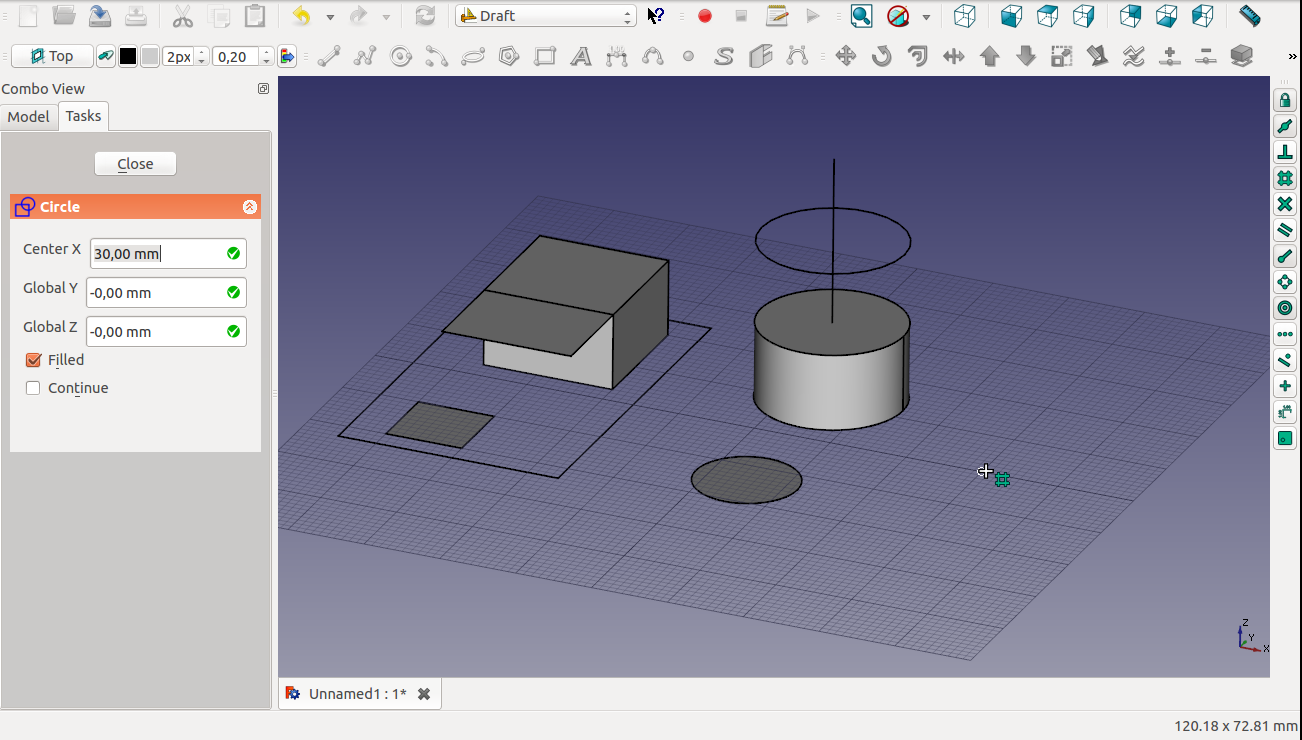 Draft
Top
2px
0,20
»
Combo View
Model
Tasks
Close
Circle
Center X
30,00 mm
Global Y
-0,00 mm
Global Z
-0,00 mm
Filled
Continue
Z
Y
X
Unnamed1 : 1*
120.18 x 72.81 mm